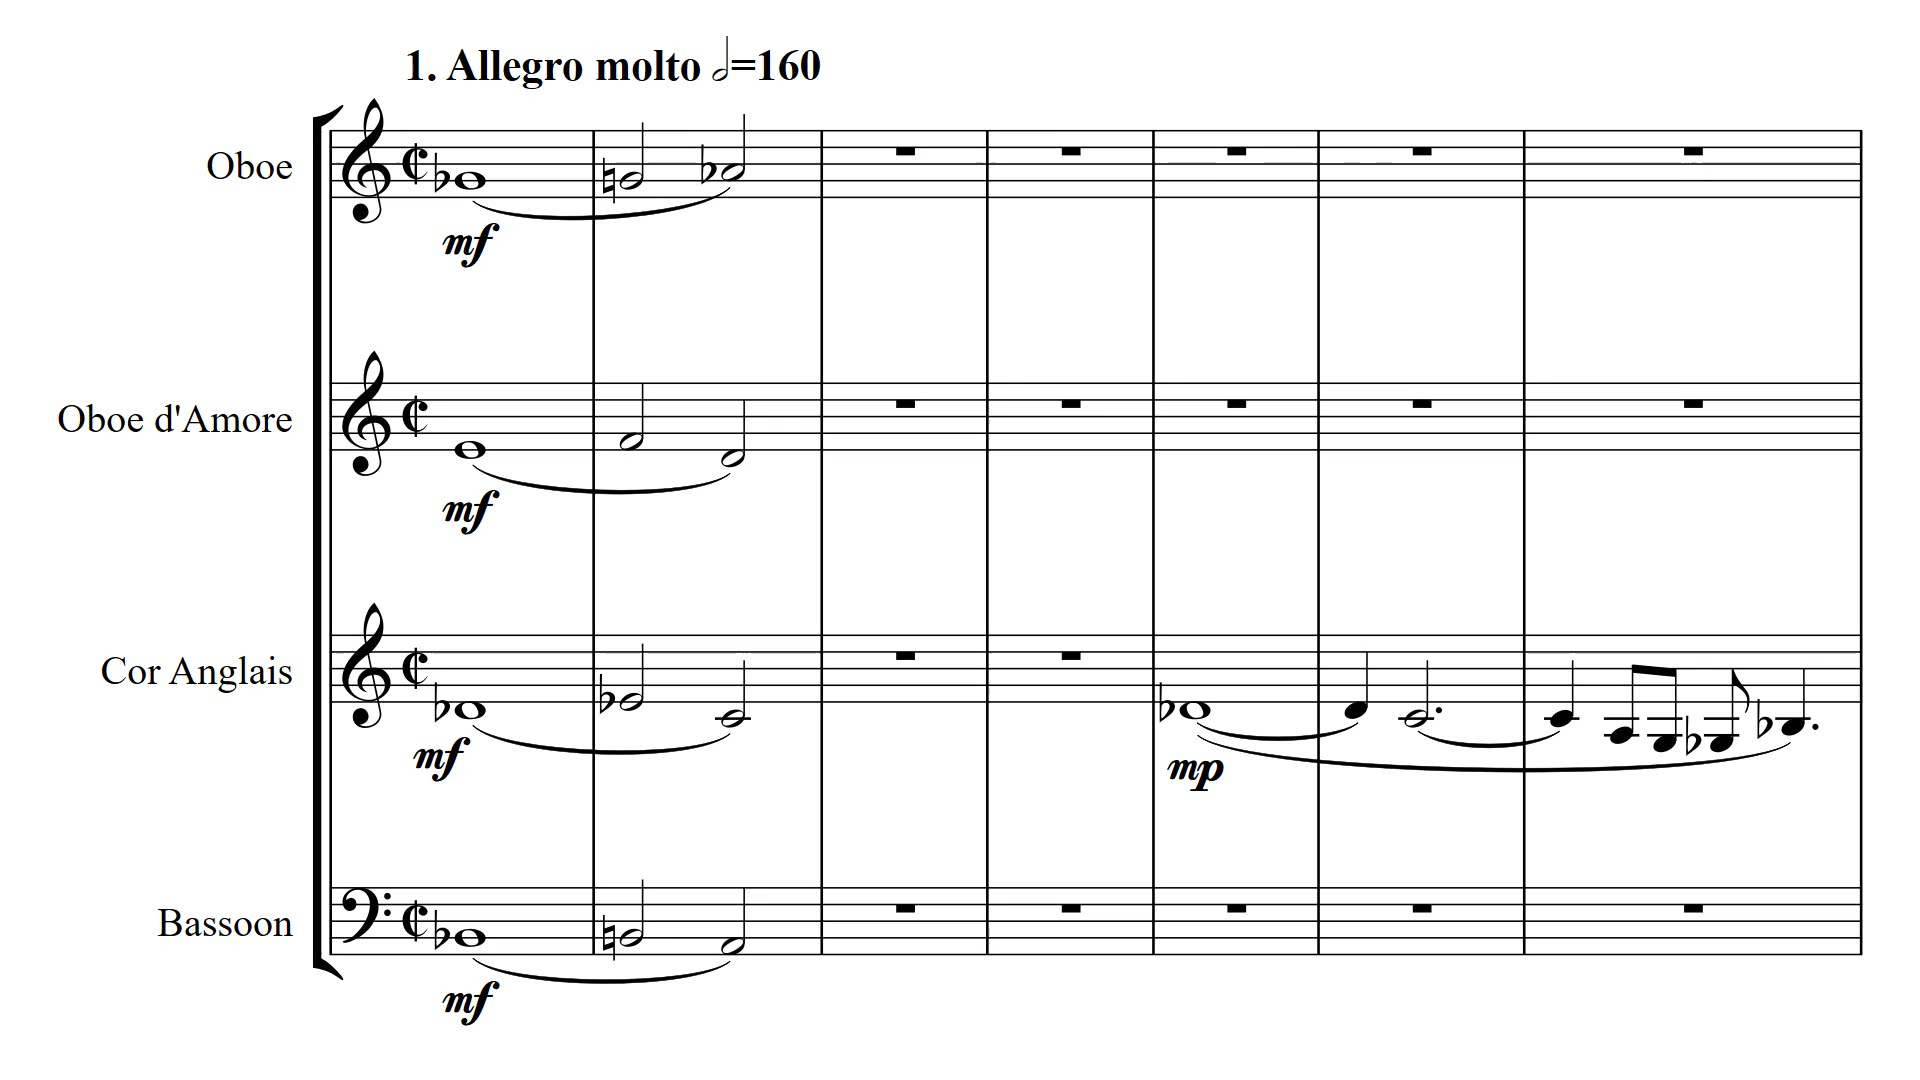 1. Allegro molto 𝅗𝅥=160
Oboe
mf
Oboe d'Amore
mf
Cor Anglais
mf
mp
Bassoon
mf